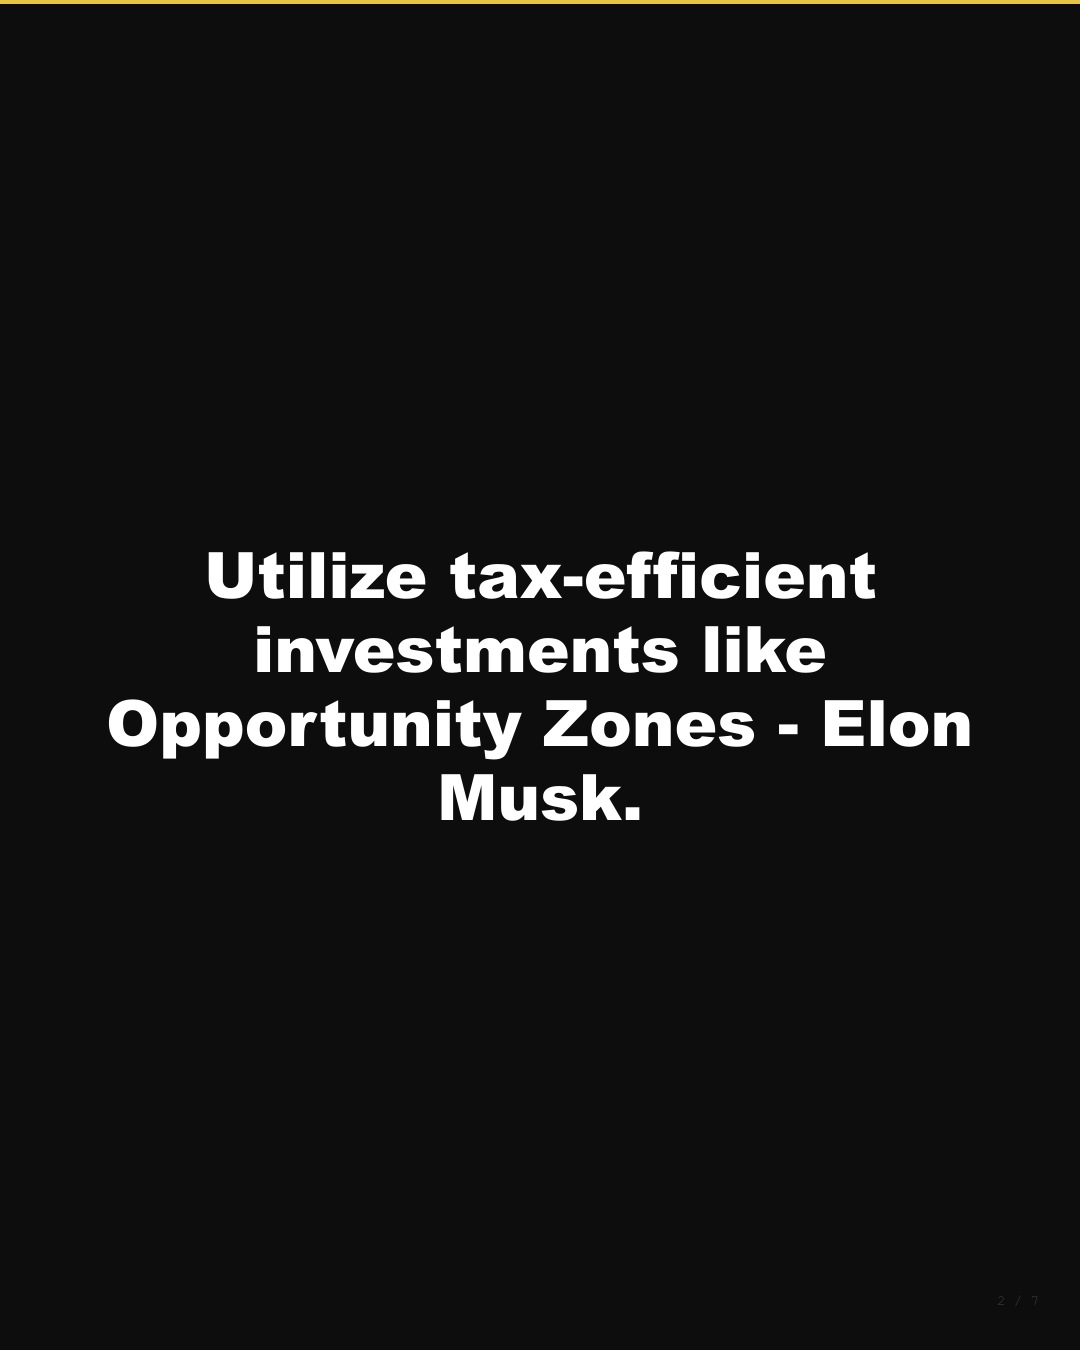 Utilize tax-efficient
investments like
Opportunity Zones - Elon
Musk.
2 / 7